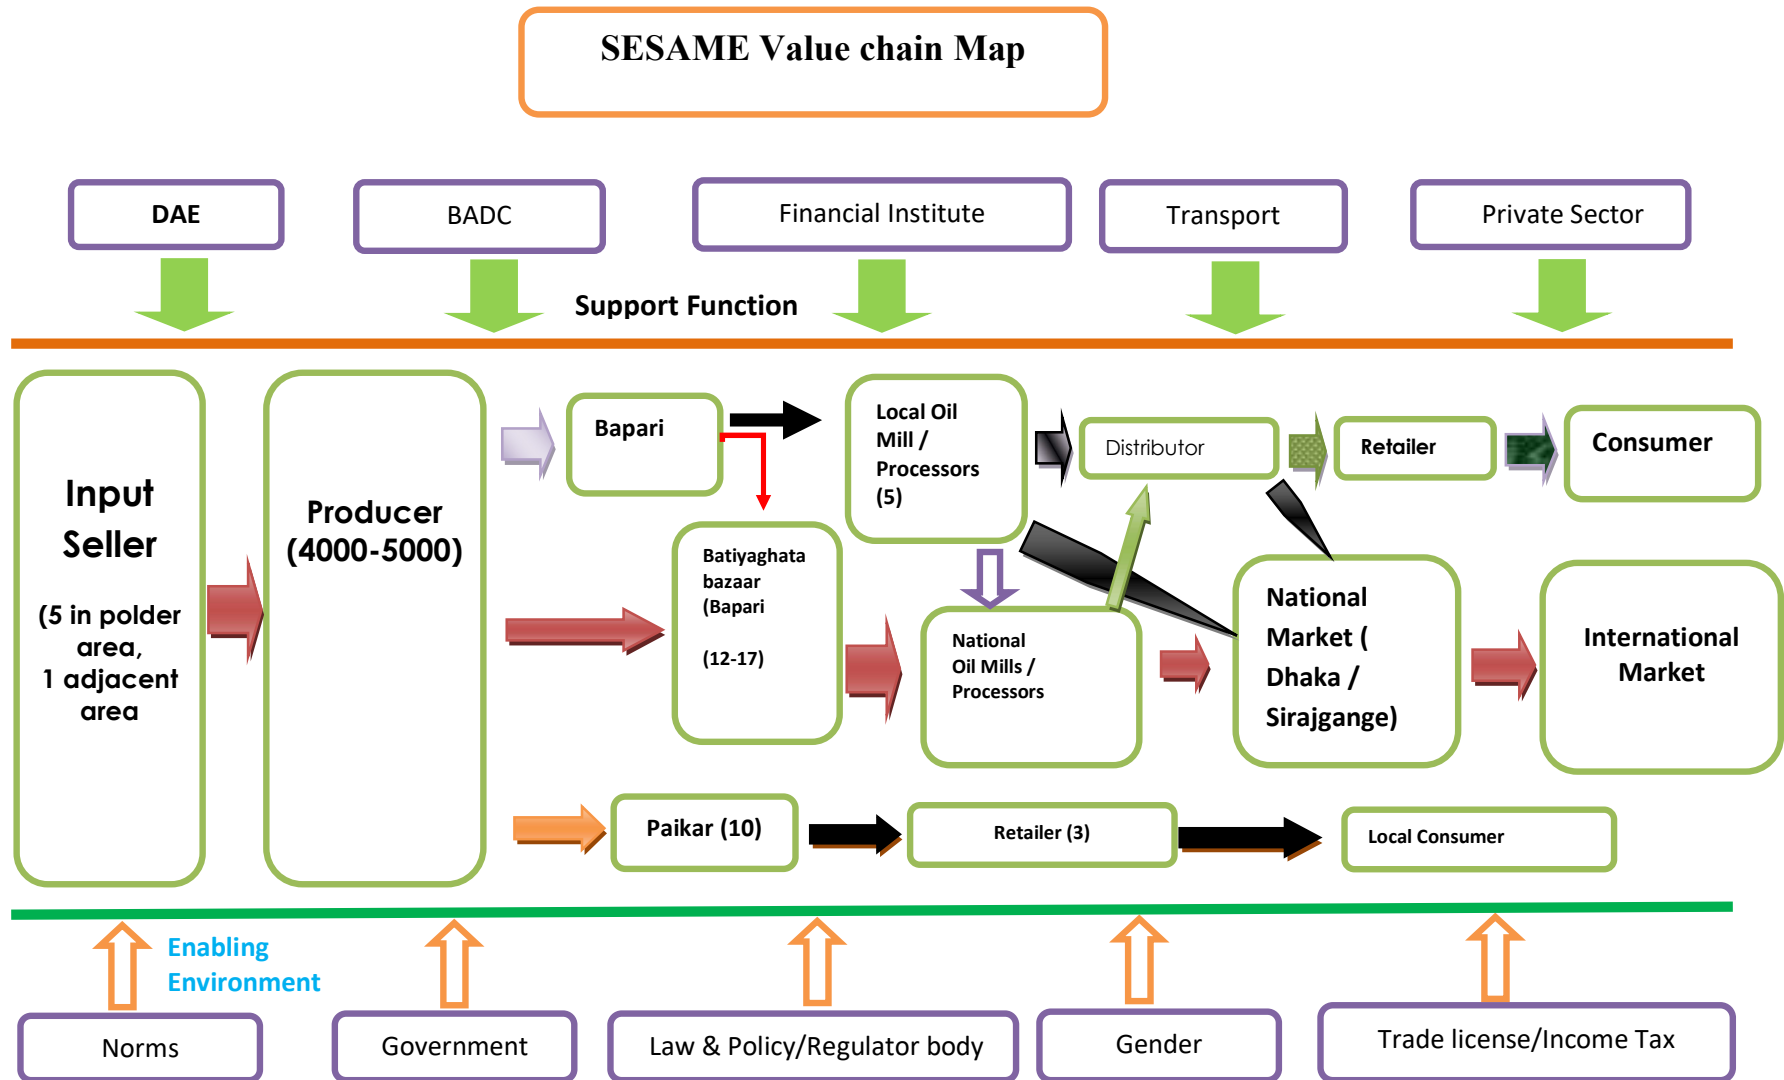 SESAME Value chain Map
DAE
BADC
Financial Institute
Transport
Private Sector
Support Function
Input
Seller
(5 in polder
area,
1 adjacent
area
Producer
(4000-5000)
Bapari
Local Oil
Mill /
Processors
(5)
Distributor
Retailer
Consumer
Batiyaghata
bazaar
(Bapari
(12-17)
National
Oil Mills /
Processors
National
Market (
Dhaka /
Sirajgange)
International
Market
Paikar (10)
Retailer (3)
Local Consumer
Enabling
Environment
Norms
Government
Law & Policy/Regulator body
Gender
Trade license/Income Tax